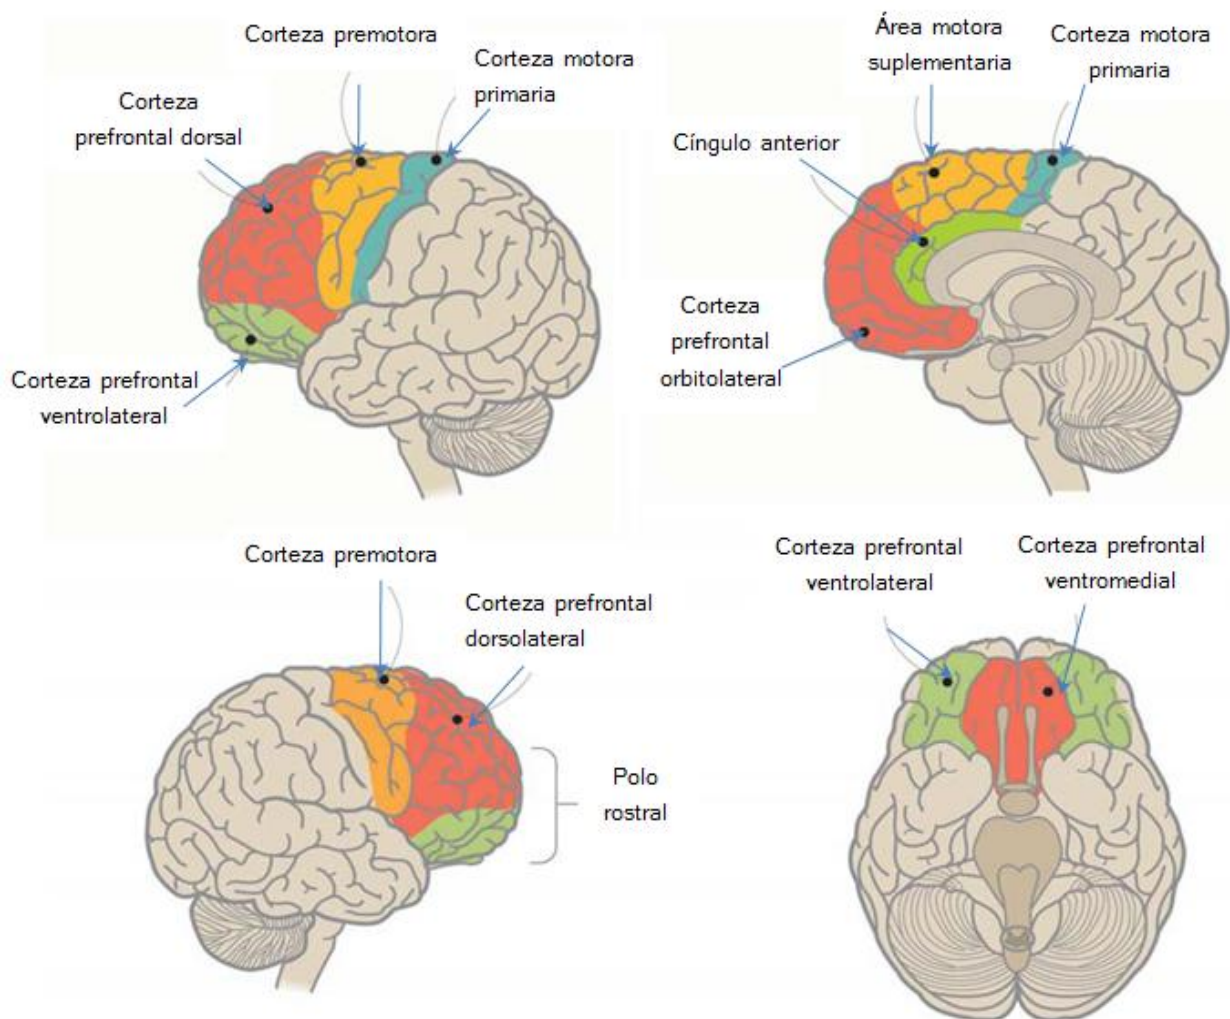 Corteza premotora
Corteza motora
primaria
Corteza
prefrontal dorsal
Corteza prefrontal
ventrolateral
Área motora
suplementaria
Corteza motora
primaria
Cíngulo anterior
Corteza
prefrontal
orbitolateral
Corteza premotora
Corteza prefrontal
dorsolateral
Polo
rostral
Corteza prefrontal
ventrolateral
Corteza prefrontal
ventromedial